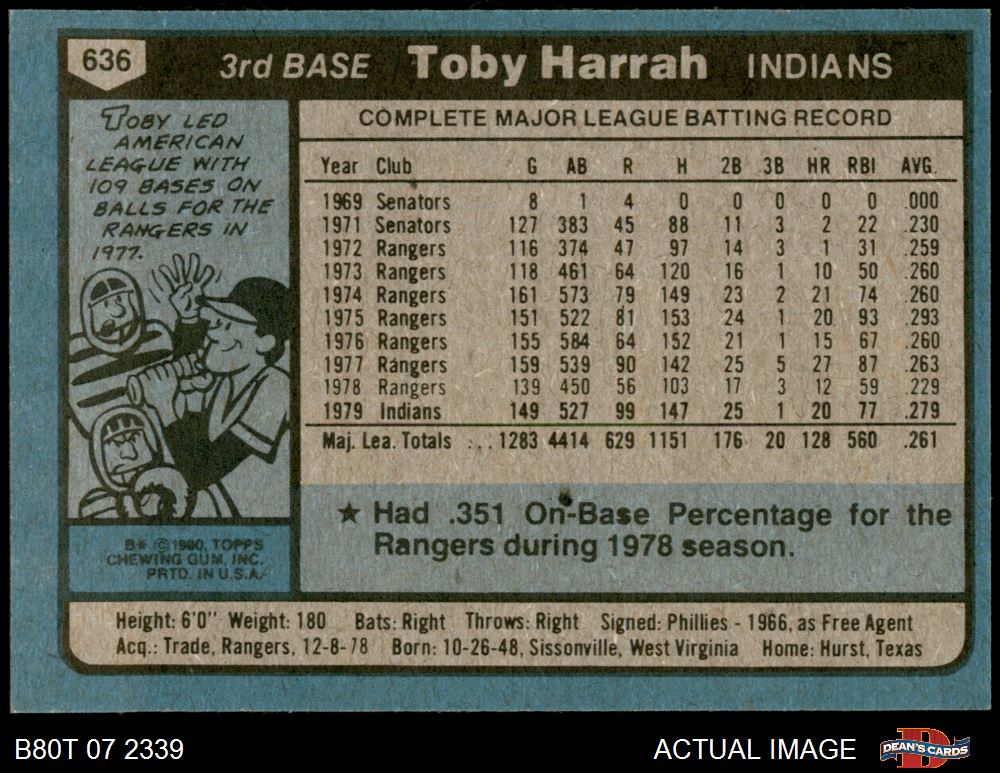 636
3rd BASE Toby Harrah INDIANS
TOBY LED
AMERICAN
LEAGUE WITH
109 BASES ON
BALLS FOR THE
RANGERS IN
1977.
COMPLETE MAJOR LEAGUE BATTING RECORD
Year Club G AB R H 2B 3B HR RBI AVG.
1969 Senators 8 1 4 0 0 0 0 0 .000
1971 Senators 127 383 45 88 11 3 2 22 .230
1972 Rangers 116 374 47 97 14 3 1 31 .259
1973 Rangers 118 461 64 120 16 1 10 50 .260
1974 Rangers 161 573 79 149 23 2 21 74 .260
1975 Rangers 151 522 81 153 24 1 20 93 .293
1976 Rangers 155 584 64 152 21 1 15 67 .260
1977 Rangers 159 539 90 142 25 5 27 87 .263
1978 Rangers 139 450 56 103 17 3 12 59 .229
1979 Indians 149 527 99 147 25 1 20 77 .279
Maj. Lea. Totals ... 1283 4414 629 1151 176 20 128 560 .261
★ Had .351 On-Base Percentage for the
Rangers during 1978 season.
B* © 1980, TOPPS
CHEWING GUM, INC.
PRTD. IN U.S.A.
Height: 6'0" Weight: 180 Bats: Right Throws: Right Signed: Phillies - 1966, as Free Agent
Acq.: Trade, Rangers, 12-8-78 Born: 10-26-48, Sissonville, West Virginia Home: Hurst, Texas
B80T 07 2339
ACTUAL IMAGE
DEAN'S CARDS